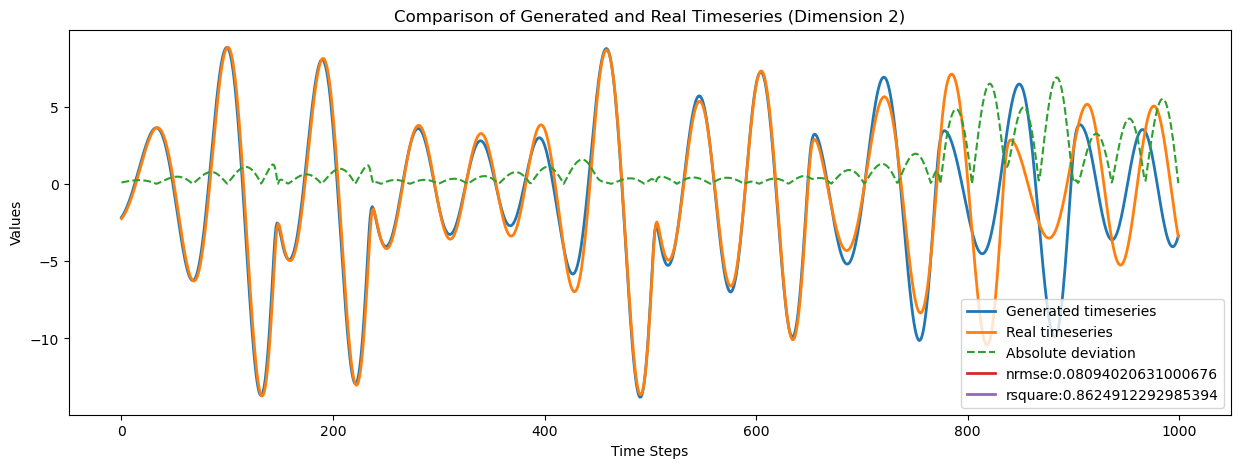 Comparison of Generated and Real Timeseries (Dimension 2)
Values
5
0
−5
−10
0
200
400
600
800
1000
Time Steps
Generated timeseries
Real timeseries
Absolute deviation
nrmse:0.08094020631000676
rsquare:0.8624912292985394